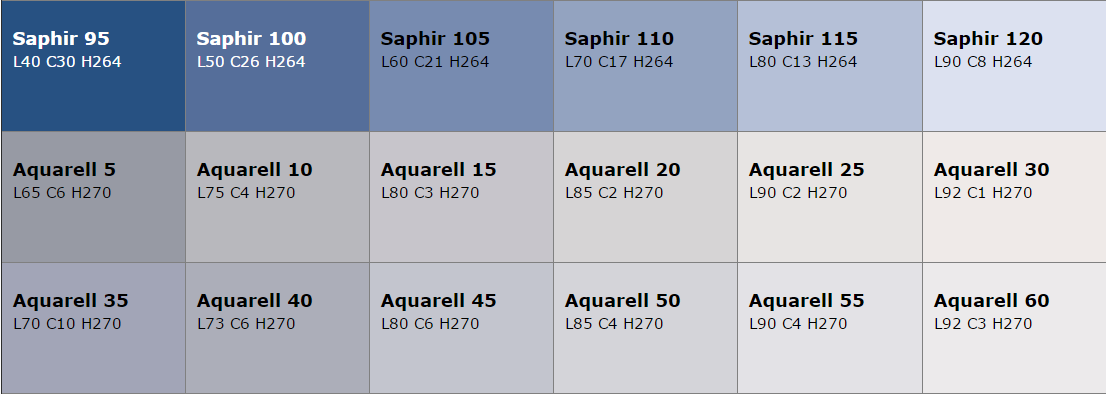 Saphir 95
L40 C30 H264
Saphir 100
L50 C26 H264
Saphir 105
L60 C21 H264
Saphir 110
L70 C17 H264
Saphir 115
L80 C13 H264
Saphir 120
L90 C8 H264
Aquarell 5
L65 C6 H270
Aquarell 10
L75 C4 H270
Aquarell 15
L80 C3 H270
Aquarell 20
L85 C2 H270
Aquarell 25
L90 C2 H270
Aquarell 30
L92 C1 H270
Aquarell 35
L70 C10 H270
Aquarell 40
L73 C6 H270
Aquarell 45
L80 C6 H270
Aquarell 50
L85 C4 H270
Aquarell 55
L90 C4 H270
Aquarell 60
L92 C3 H270